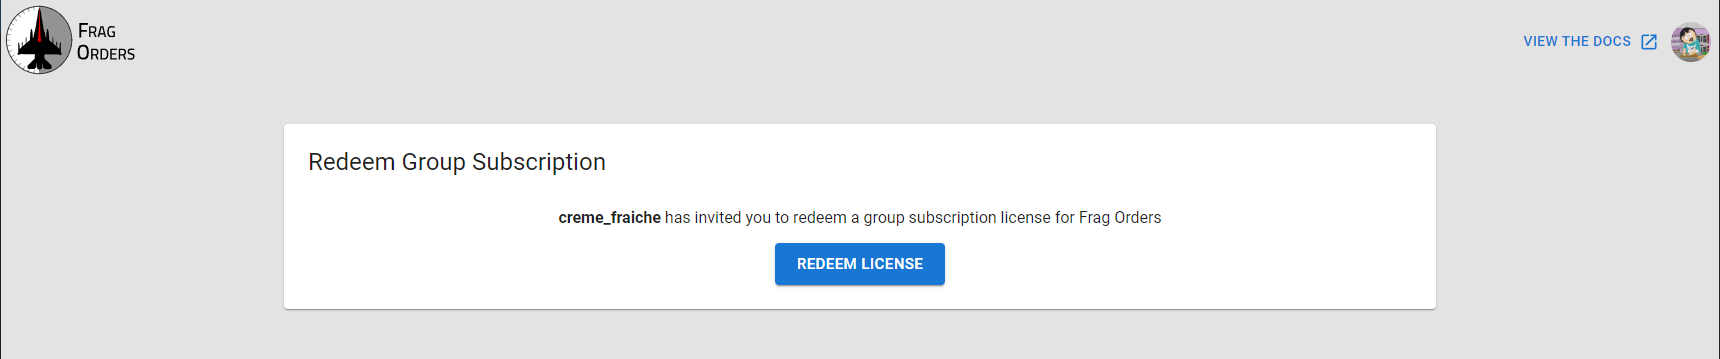 Frag
Orders
VIEW THE DOCS
Redeem Group Subscription
creme_fraiche has invited you to redeem a group subscription license for Frag Orders
REDEEM LICENSE